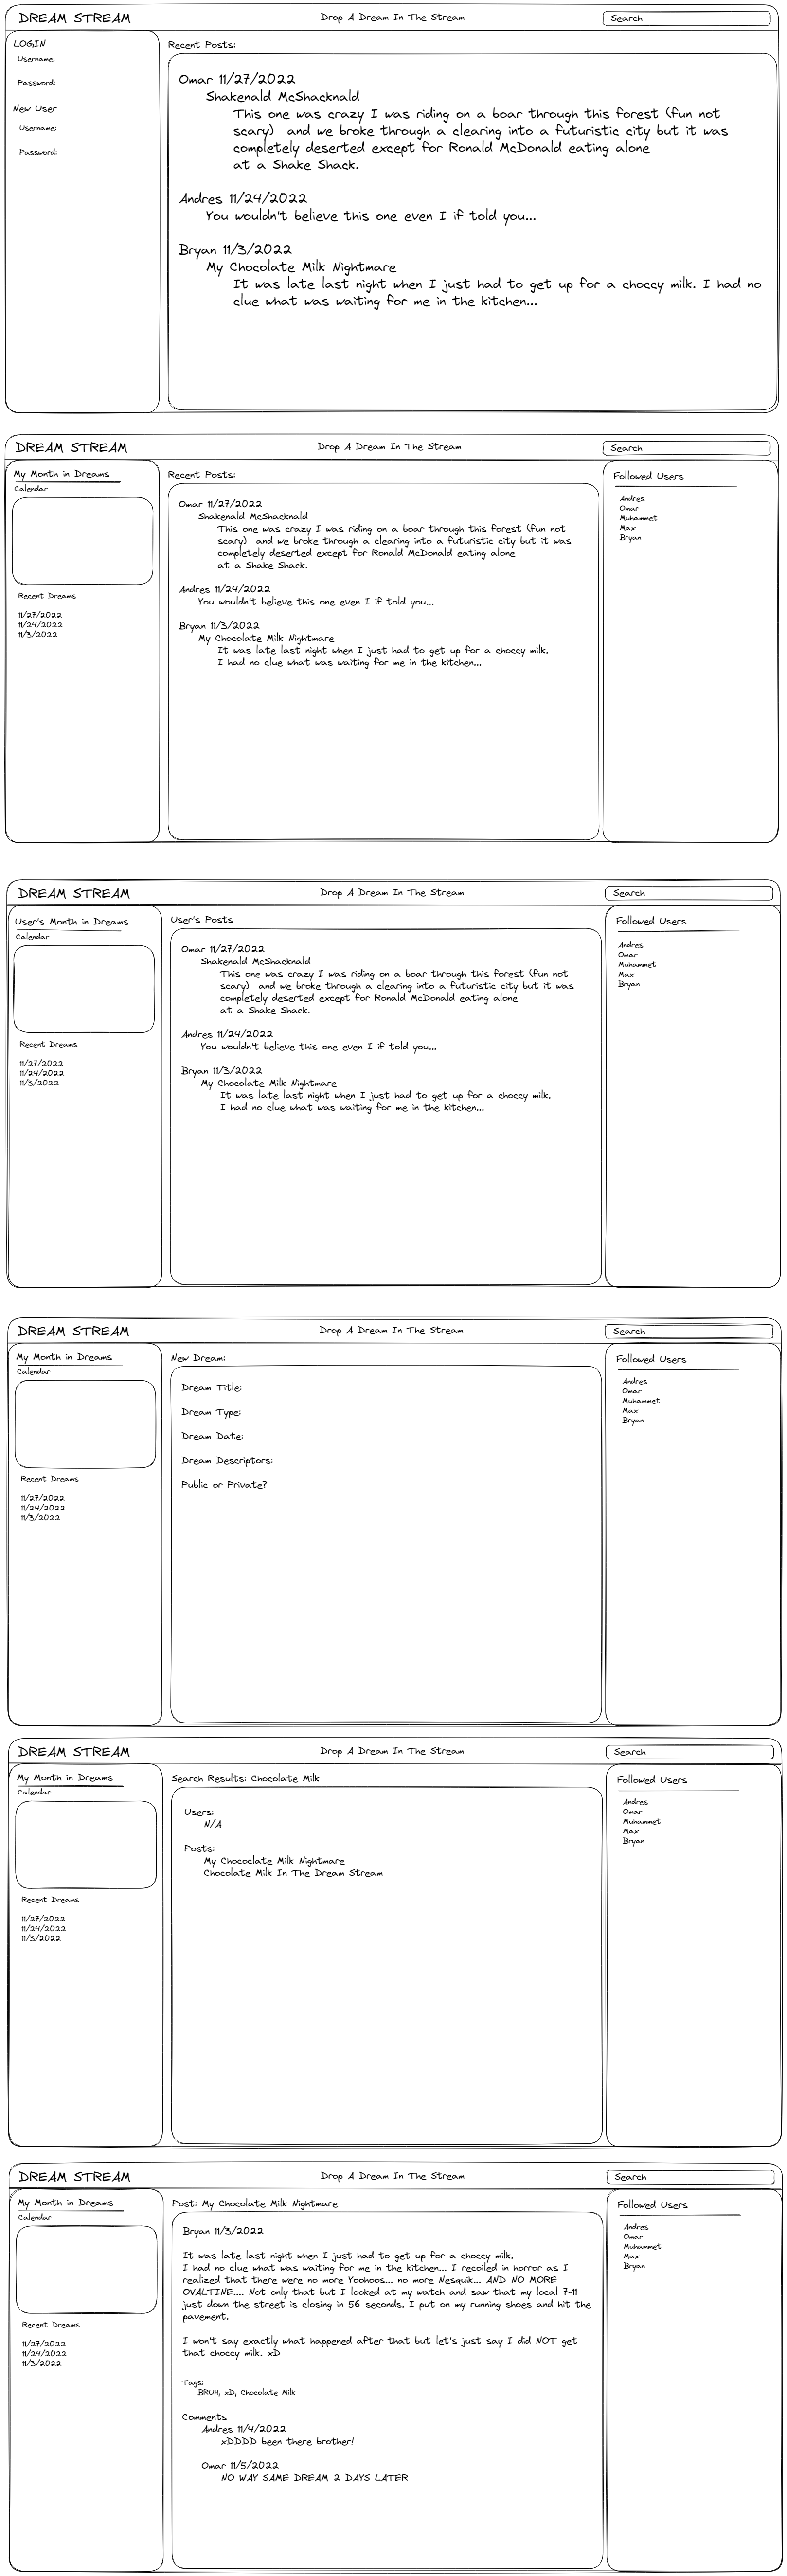 DREAM STREAM
Drop A Dream In The Stream
Search
LOGIN
Username:
Password:
New User
Username:
Password:
Recent Posts:
Omar 11/27/2022
Shakenald McShacknald
This one was crazy I was riding on a boar through this forest (fun not
scary) and we broke through a clearing into a futuristic city but it was
completely deserted except for Ronald McDonald eating alone
at a Shake Shack.
Andres 11/24/2022
You wouldn't believe this one even I if told you...
Bryan 11/3/2022
My Chocolate Milk Nightmare
It was late last night when I just had to get up for a choccy milk. I had no
clue what was waiting for me in the kitchen...
DREAM STREAM
Drop A Dream In The Stream
Search
My Month in Dreams
Calendar
Recent Dreams
11/27/2022
11/24/2022
11/3/2022
Recent Posts:
Omar 11/27/2022
Shakenald McShacknald
This one was crazy I was riding on a boar through this forest (fun not
scary) and we broke through a clearing into a futuristic city but it was
completely deserted except for Ronald McDonald eating alone
at a Shake Shack.
Andres 11/24/2022
You wouldn't believe this one even I if told you...
Bryan 11/3/2022
My Chocolate Milk Nightmare
It was late last night when I just had to get up for a choccy milk.
I had no clue what was waiting for me in the kitchen...
Followed Users
Andres
Omar
Muhammet
Max
Bryan
DREAM STREAM
Drop A Dream In The Stream
Search
User's Month in Dreams
Calendar
Recent Dreams
11/27/2022
11/24/2022
11/3/2022
User's Posts
Omar 11/27/2022
Shakenald McShacknald
This one was crazy I was riding on a boar through this forest (fun not
scary) and we broke through a clearing into a futuristic city but it was
completely deserted except for Ronald McDonald eating alone
at a Shake Shack.
Andres 11/24/2022
You wouldn't believe this one even I if told you...
Bryan 11/3/2022
My Chocolate Milk Nightmare
It was late last night when I just had to get up for a choccy milk.
I had no clue what was waiting for me in the kitchen...
Followed Users
Andres
Omar
Muhammet
Max
Bryan
DREAM STREAM
Drop A Dream In The Stream
Search
My Month in Dreams
Calendar
Recent Dreams
11/27/2022
11/24/2022
11/3/2022
New Dream:
Dream Title:
Dream Type:
Dream Date:
Dream Descriptors:
Public or Private?
Followed Users
Andres
Omar
Muhammet
Max
Bryan
DREAM STREAM
Drop A Dream In The Stream
Search
My Month in Dreams
Calendar
Recent Dreams
11/27/2022
11/24/2022
11/3/2022
Search Results: Chocolate Milk
Users:
N/A
Posts:
My Chococlacte Milk Nightmare
Chocolate Milk In The Dream Stream
Followed Users
Andres
Omar
Muhammet
Max
Bryan
DREAM STREAM
Drop A Dream In The Stream
Search
My Month in Dreams
Calendar
Recent Dreams
11/27/2022
11/24/2022
11/3/2022
Post: My Chocolate Milk Nightmare
Bryan 11/3/2022
It was late last night when I just had to get up for a choccy milk.
I had no clue what was waiting for me in the kitchen... I recoiled in horror as I
realized that there were no more Yoohoos... no more Nesquik... AND NO MORE
OVALTINE.... Not only that but I looked at my watch and saw that my local 7-11
just down the street is closing in 56 seconds. I put on my running shoes and hit the
pavement.
I won't say exactly what happened after that but let's just say I did NOT get
that choccy milk. xD
Tags:
BRUH, xD, Chocolate Milk
Comments
Andres 11/4/2022
xDDDD been there brother!
Omar 11/5/2022
NO WAY SAME DREAM 2 DAYS LATER
Followed Users
Andres
Omar
Muhammet
Max
Bryan